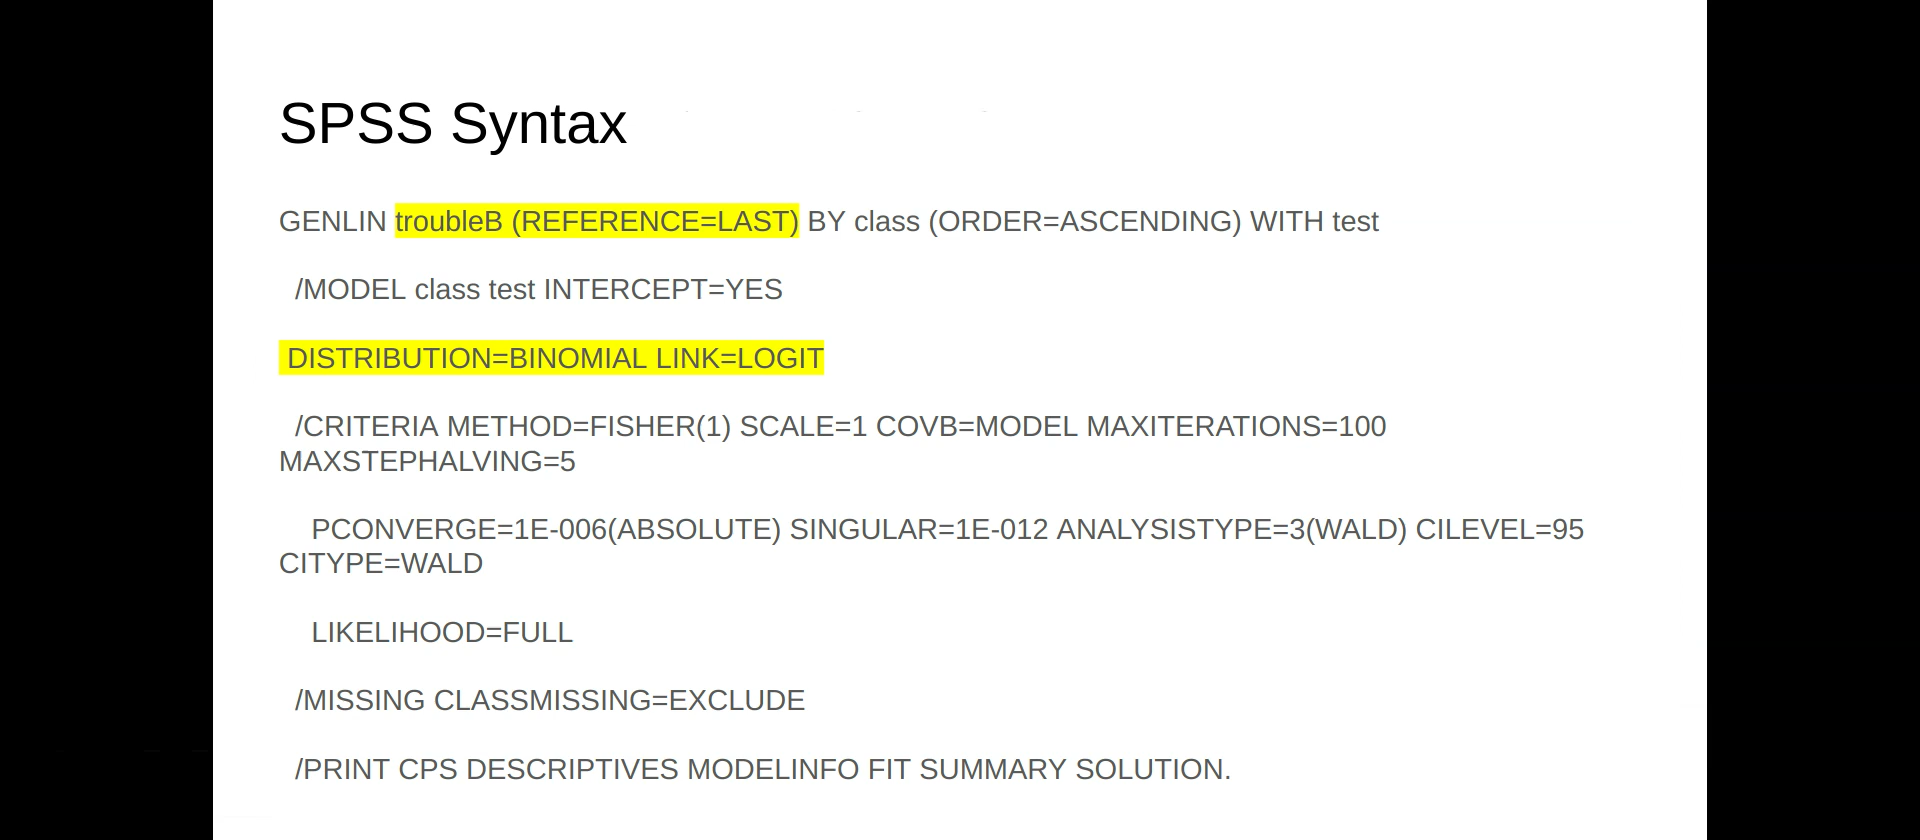 SPSS Syntax
GENLIN troubleB (REFERENCE=LAST) BY class (ORDER=ASCENDING) WITH test
/MODEL class test INTERCEPT=YES
DISTRIBUTION=BINOMIAL LINK=LOGIT
/CRITERIA METHOD=FISHER(1) SCALE=1 COVB=MODEL MAXITERATIONS=100
MAXSTEPHALVING=5
PCONVERGE=1E-006(ABSOLUTE) SINGULAR=1E-012 ANALYSISTYPE=3(WALD) CILEVEL=95
CITYPE=WALD
LIKELIHOOD=FULL
/MISSING CLASSMISSING=EXCLUDE
/PRINT CPS DESCRIPTIVES MODELINFO FIT SUMMARY SOLUTION.